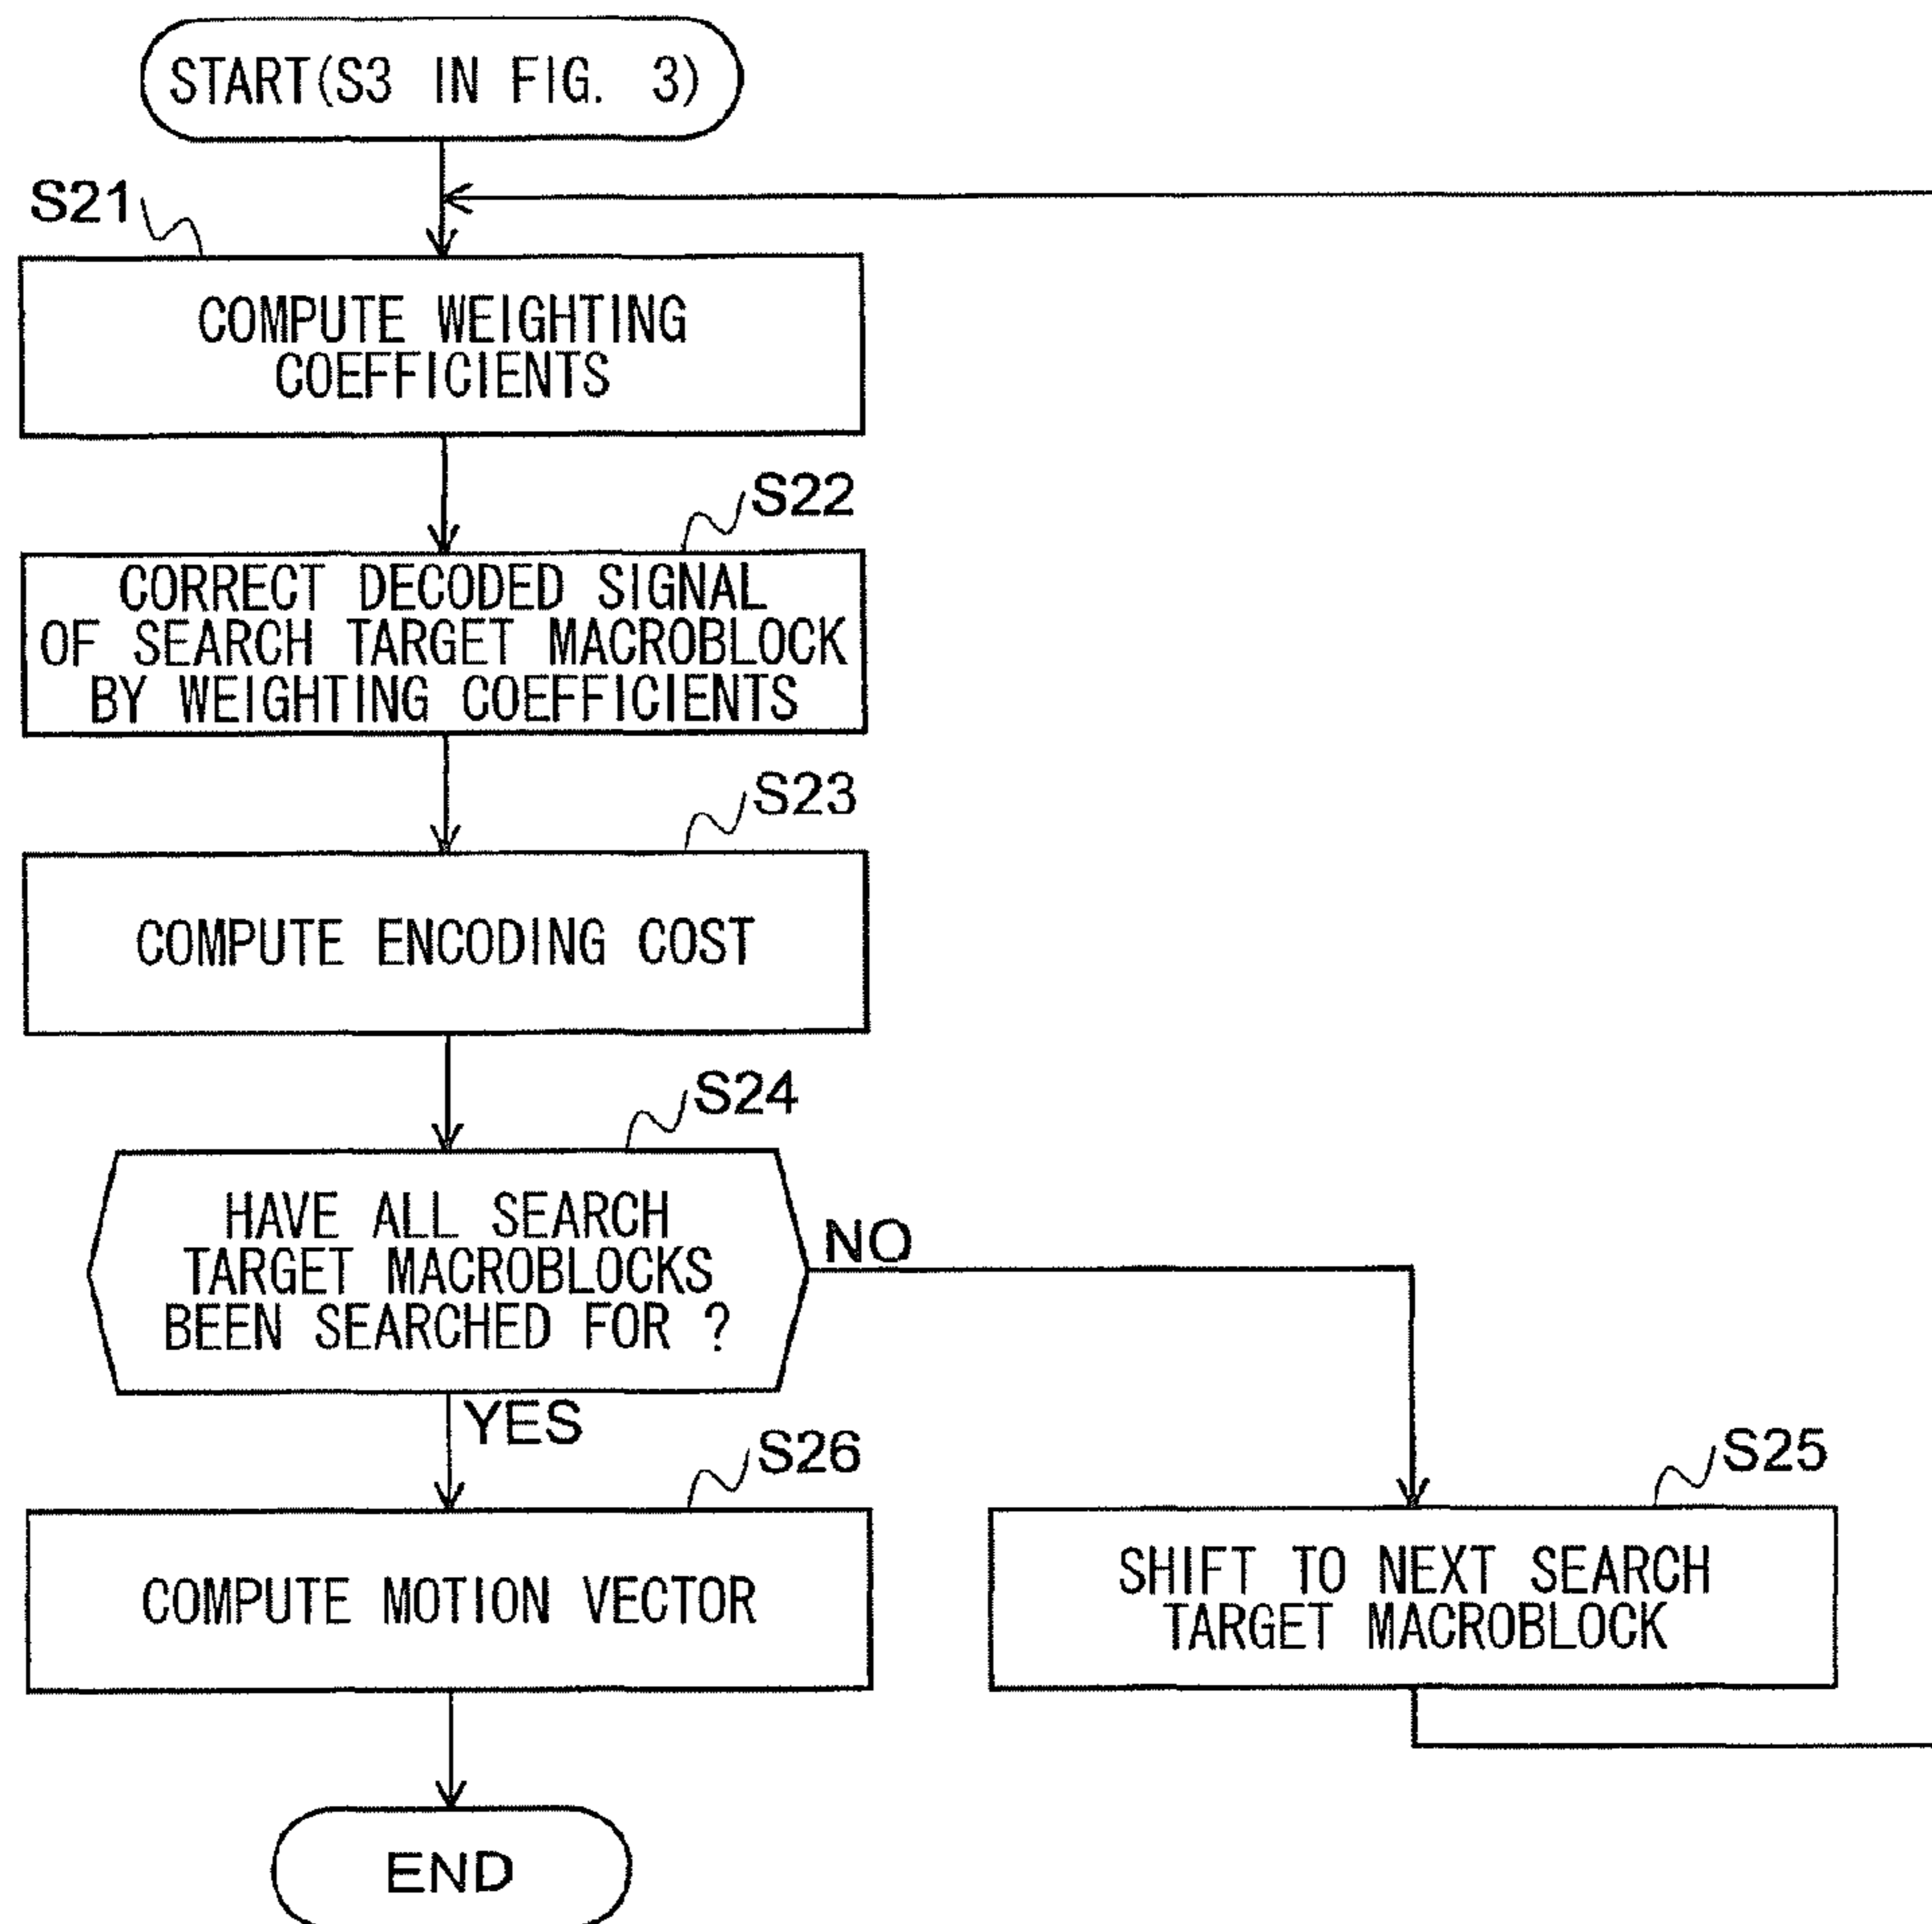 START(S3 IN FIG. 3)
S21
COMPUTE WEIGHTING
COEFFICIENTS
S22
CORRECT DECODED SIGNAL
OF SEARCH TARGET MACROBLOCK
BY WEIGHTING COEFFICIENTS
S23
COMPUTE ENCODING COST
S24
HAVE ALL SEARCH
TARGET MACROBLOCKS
BEEN SEARCHED FOR ?
NO
YES
S26
COMPUTE MOTION VECTOR
S25
SHIFT TO NEXT SEARCH
TARGET MACROBLOCK
END